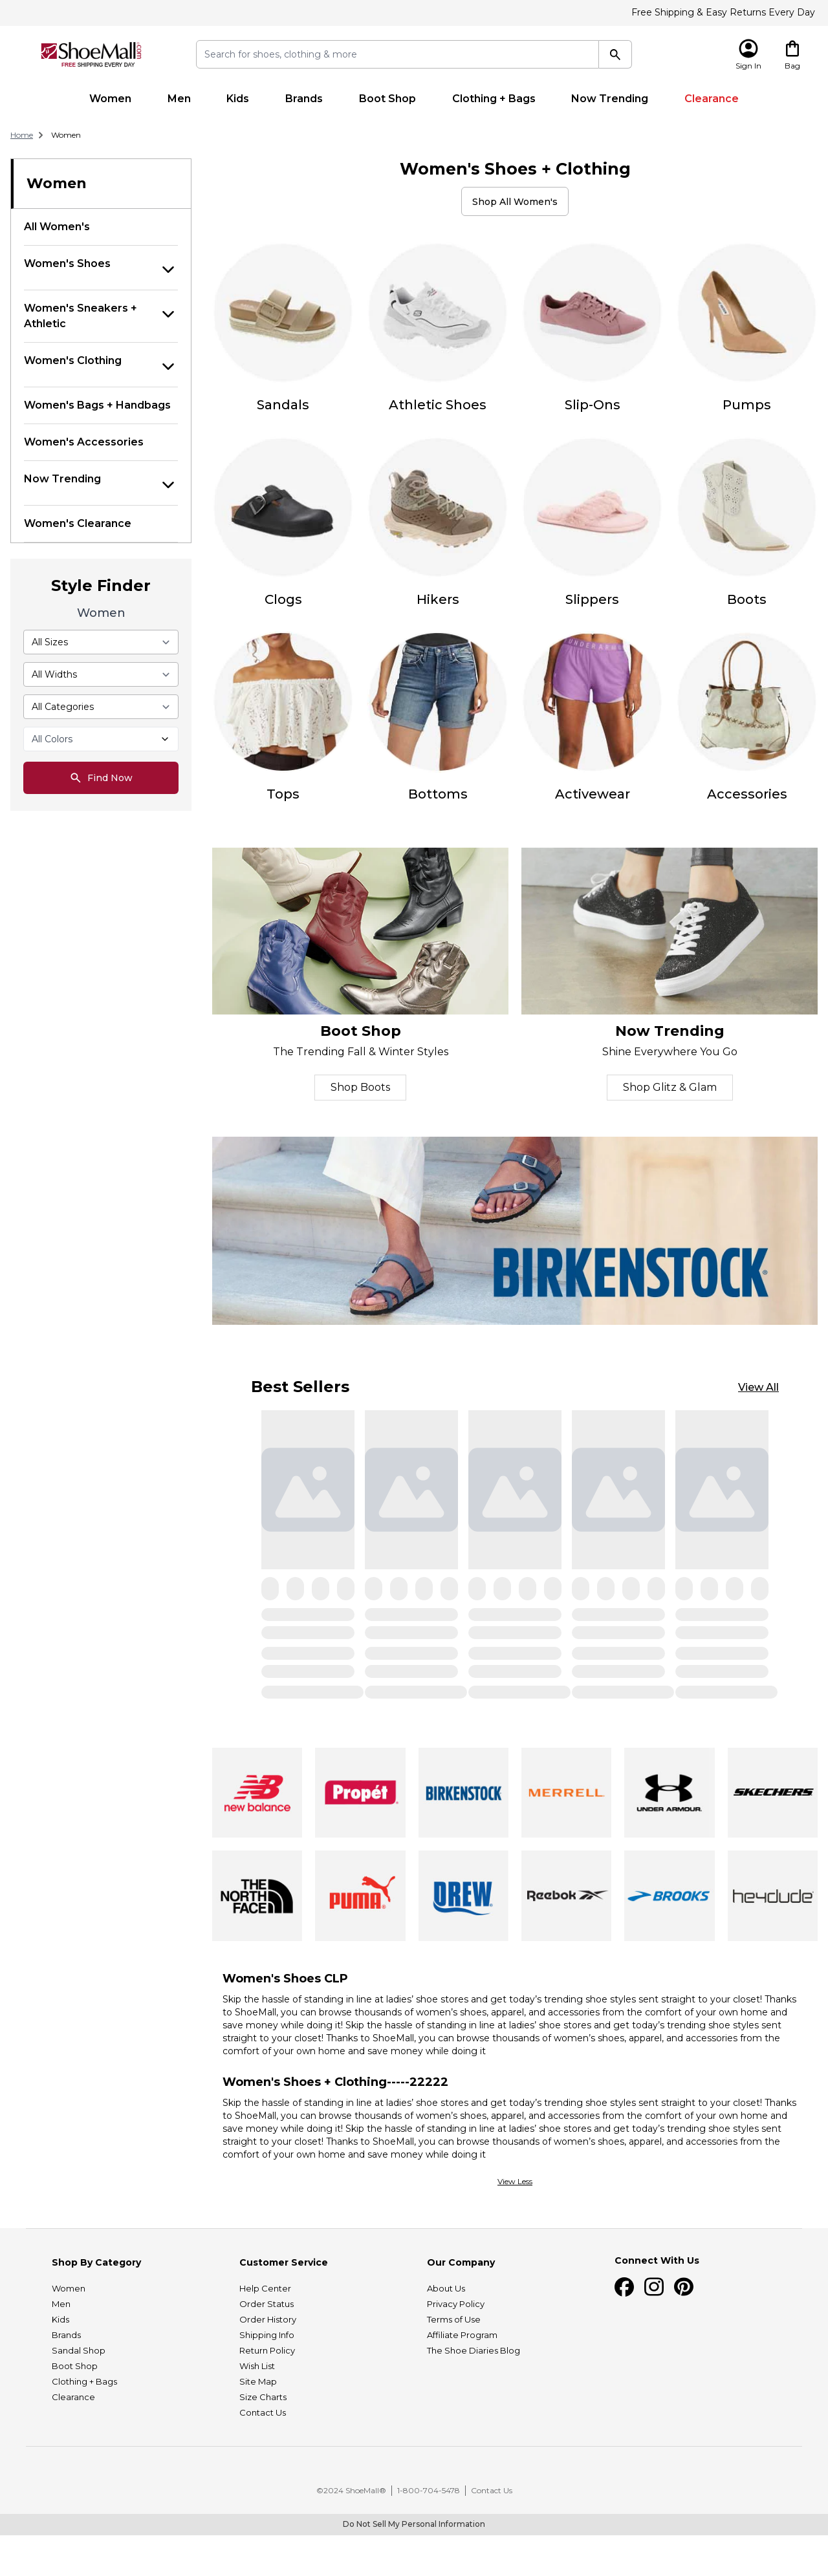 Free Shipping & Easy Returns Every Day
ShoeMall.com
FREE SHIPPING EVERY DAY
Search for shoes, clothing & more
Sign In
Bag
Women
Men
Kids
Brands
Boot Shop
Clothing + Bags
Now Trending
Clearance
Home
Women
Women
All Women's
Women's Shoes
Women's Sneakers +
Athletic
Women's Clothing
Women's Bags + Handbags
Women's Accessories
Now Trending
Women's Clearance
Style Finder
Women
All Sizes
All Widths
All Categories
All Colors
Find Now
Women's Shoes + Clothing
Shop All Women's
Sandals
Athletic Shoes
Slip-Ons
Pumps
Clogs
Hikers
Slippers
Boots
Tops
Bottoms
Activewear
Accessories
Boot Shop
The Trending Fall & Winter Styles
Shop Boots
Now Trending
Shine Everywhere You Go
Shop Glitz & Glam
BIRKENSTOCK®
Best Sellers
View All
new balance
Propét
BIRKENSTOCK
MERRELL
UNDER ARMOUR
SKECHERS
THE
NORTH
FACE
PUMA
DREW
Reebok
BROOKS
heydude
Women's Shoes CLP
Skip the hassle of standing in line at ladies’ shoe stores and get today’s trending shoe styles sent straight to your closet! Thanks
to ShoeMall, you can browse thousands of women’s shoes, apparel, and accessories from the comfort of your own home and
save money while doing it! Skip the hassle of standing in line at ladies’ shoe stores and get today’s trending shoe styles sent
straight to your closet! Thanks to ShoeMall, you can browse thousands of women’s shoes, apparel, and accessories from the
comfort of your own home and save money while doing it
Women's Shoes + Clothing-----22222
Skip the hassle of standing in line at ladies’ shoe stores and get today’s trending shoe styles sent straight to your closet! Thanks
to ShoeMall, you can browse thousands of women’s shoes, apparel, and accessories from the comfort of your own home and
save money while doing it! Skip the hassle of standing in line at ladies’ shoe stores and get today’s trending shoe styles sent
straight to your closet! Thanks to ShoeMall, you can browse thousands of women’s shoes, apparel, and accessories from the
comfort of your own home and save money while doing it
View Less
Shop By Category
Women
Men
Kids
Brands
Sandal Shop
Boot Shop
Clothing + Bags
Clearance
Customer Service
Help Center
Order Status
Order History
Shipping Info
Return Policy
Wish List
Site Map
Size Charts
Contact Us
Our Company
About Us
Privacy Policy
Terms of Use
Affiliate Program
The Shoe Diaries Blog
Connect With Us
©2024 ShoeMall®
1-800-704-5478
Contact Us
Do Not Sell My Personal Information